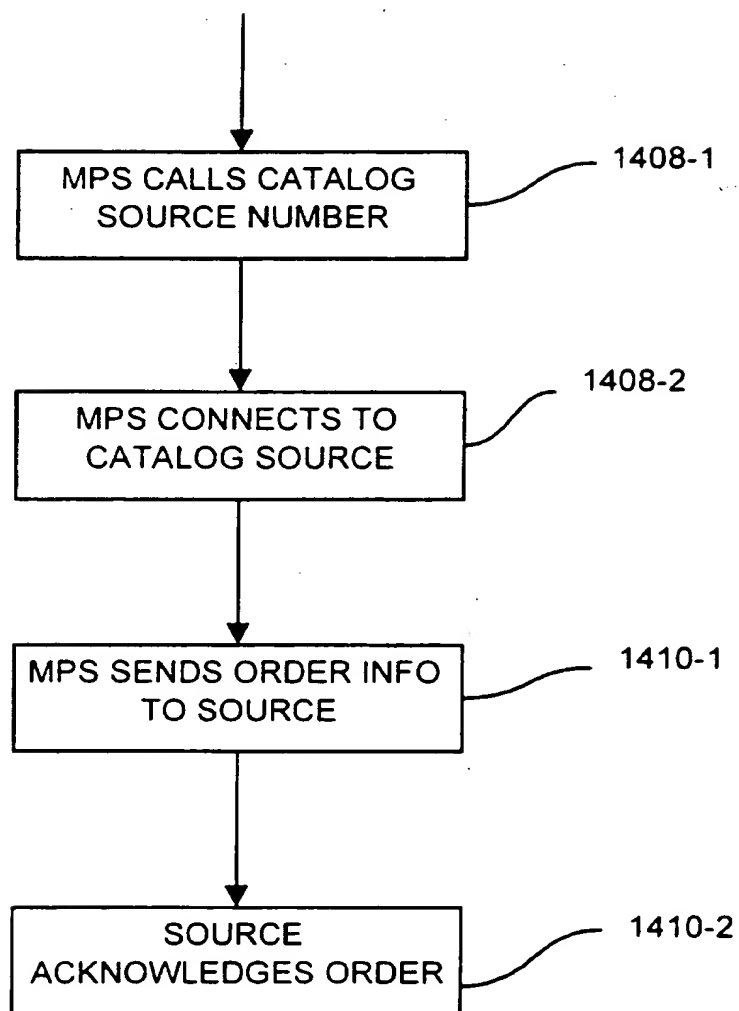 MPS CALLS CATALOG
SOURCE NUMBER
1408-1
MPS CONNECTS TO
CATALOG SOURCE
1408-2
MPS SENDS ORDER INFO
TO SOURCE
1410-1
SOURCE
ACKNOWLEDGES ORDER
1410-2